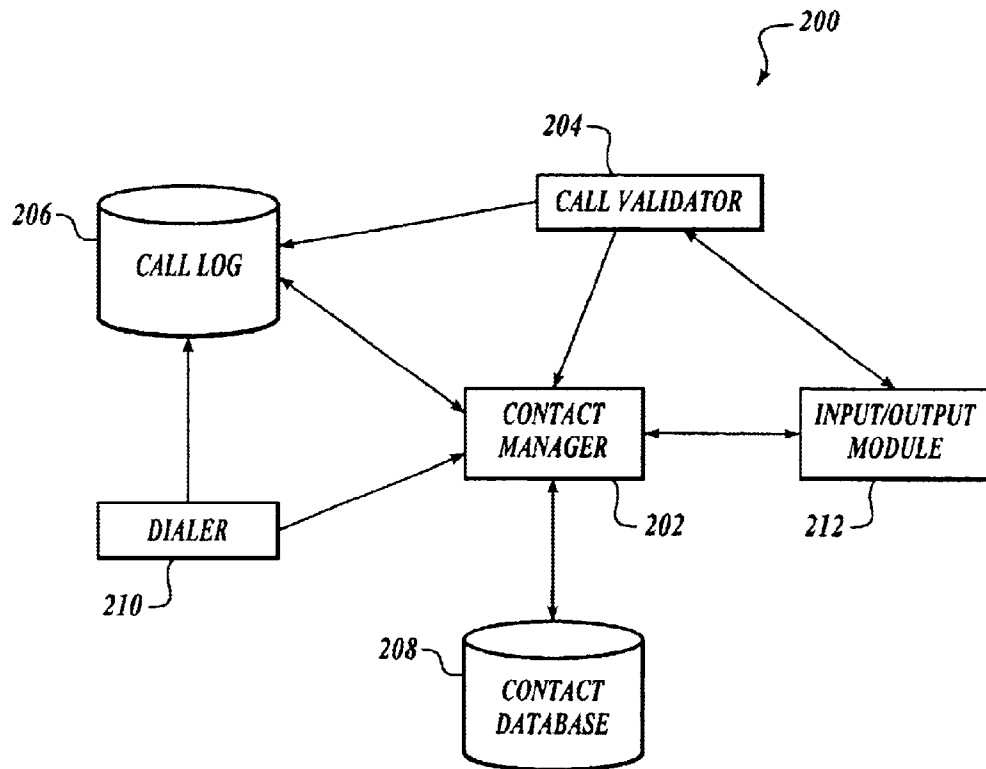 200
204
CALL VALIDATOR
206
CALL LOG
CONTACT
MANAGER
202
INPUT/OUTPUT
MODULE
212
DIALER
210
208
CONTACT
DATABASE